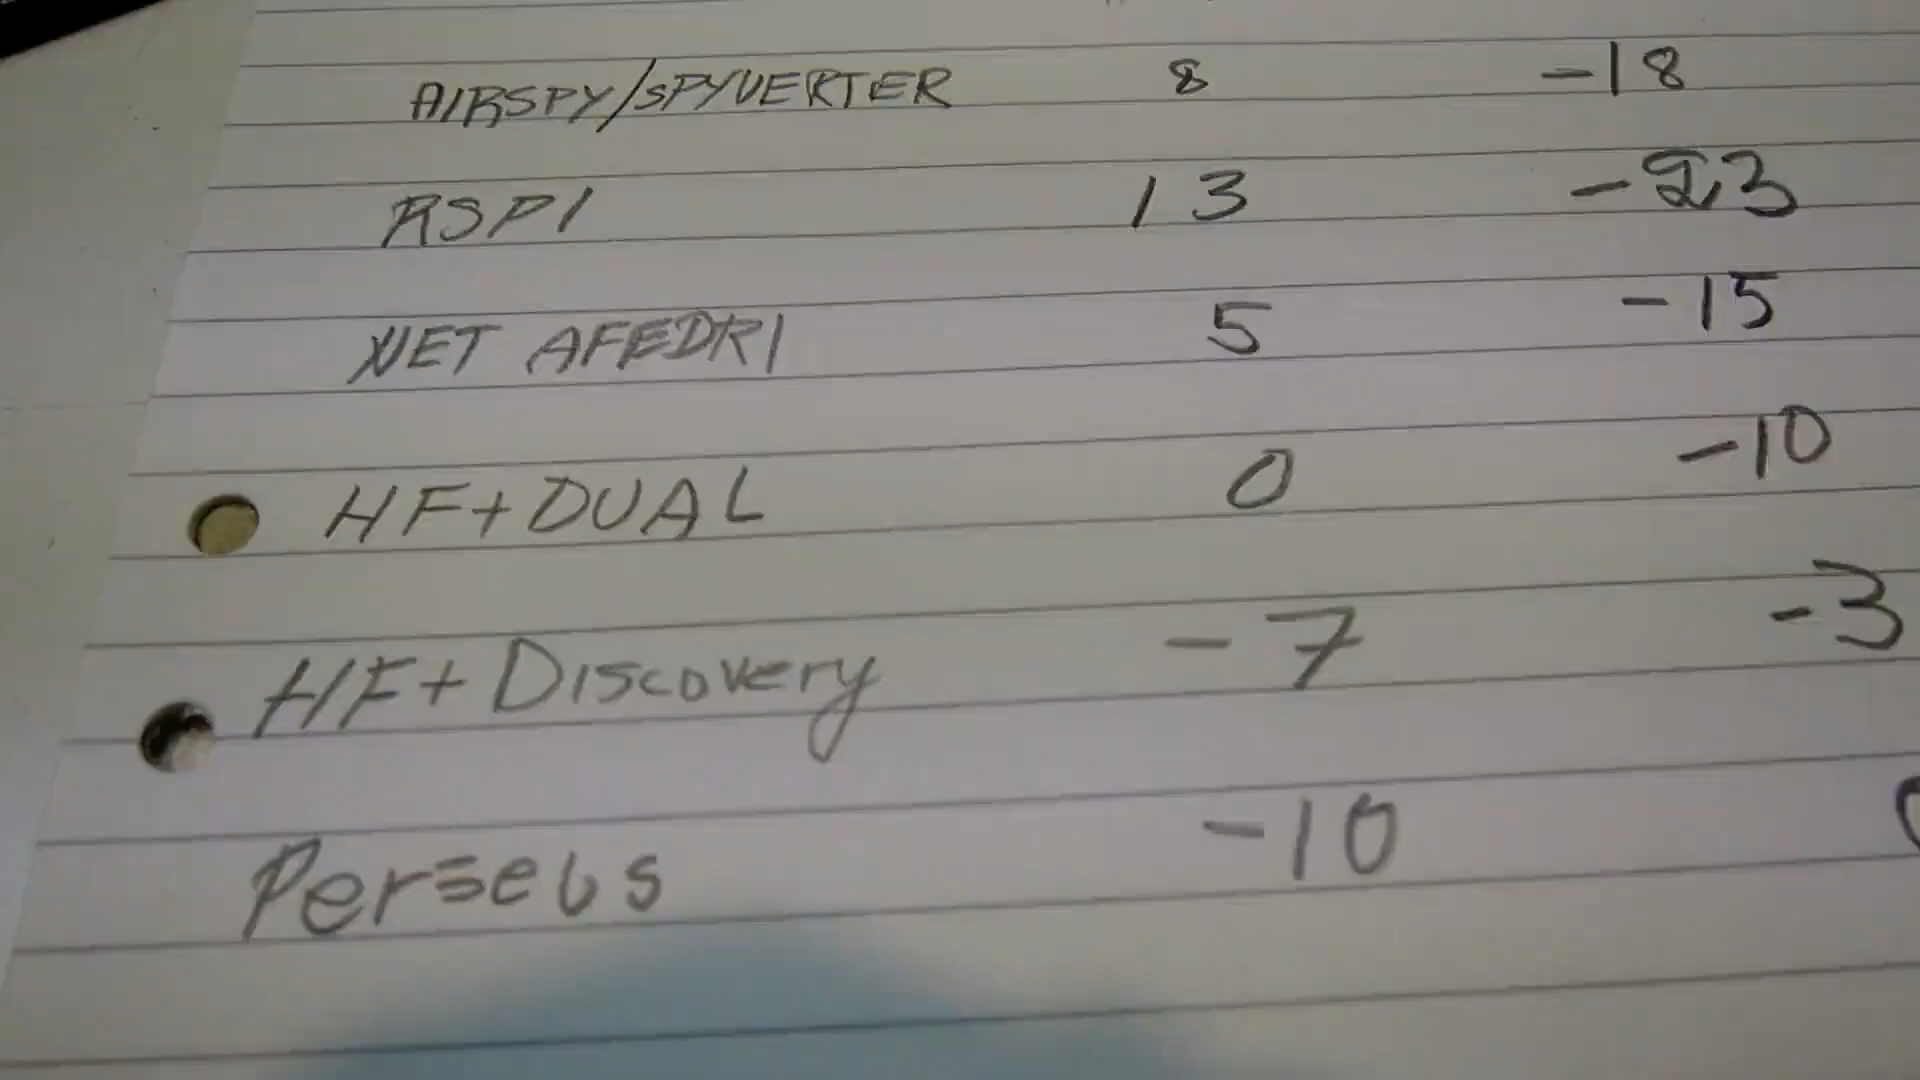 AIRSPY/SPYVERTER 8 -18
RSP1 13 -23
NET AFEDRI 5 -15
HF+DUAL 0 -10
HF+Discovery -7 -3
Perseus -10